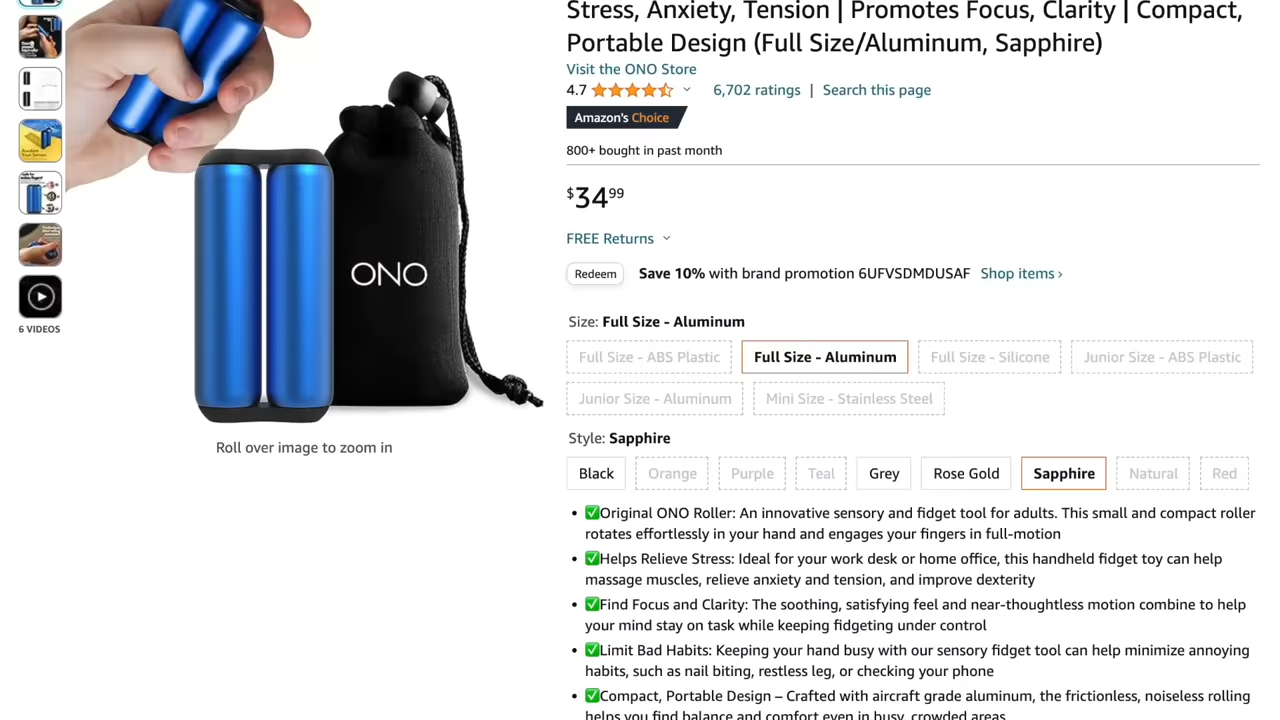 Stress, Anxiety, Tension | Promotes Focus, Clarity | Compact,
Portable Design (Full Size/Aluminum, Sapphire)
Visit the ONO Store
4.7
6,702 ratings | Search this page
Amazon's Choice
800+ bought in past month
$34 99
FREE Returns
Redeem Save 10% with brand promotion 6UFVSDMDUSAF Shop items ›
Size: Full Size - Aluminum
Full Size - ABS Plastic Full Size - Aluminum Full Size - Silicone Junior Size - ABS Plastic
Junior Size - Aluminum Mini Size - Stainless Steel
Style: Sapphire
Black Orange Purple Teal Grey Rose Gold Sapphire Natural Red
• ✅Original ONO Roller: An innovative sensory and fidget tool for adults. This small and compact roller
rotates effortlessly in your hand and engages your fingers in full-motion
• ✅Helps Relieve Stress: Ideal for your work desk or home office, this handheld fidget toy can help
massage muscles, relieve anxiety and tension, and improve dexterity
• ✅Find Focus and Clarity: The soothing, satisfying feel and near-thoughtless motion combine to help
your mind stay on task while keeping fidgeting under control
• ✅Limit Bad Habits: Keeping your hand busy with our sensory fidget tool can help minimize annoying
habits, such as nail biting, restless leg, or checking your phone
• ✅Compact, Portable Design – Crafted with aircraft grade aluminum, the frictionless, noiseless rolling
helps you find balance and comfort even in busy, crowded areas
ONO
Roll over image to zoom in
6 VIDEOS